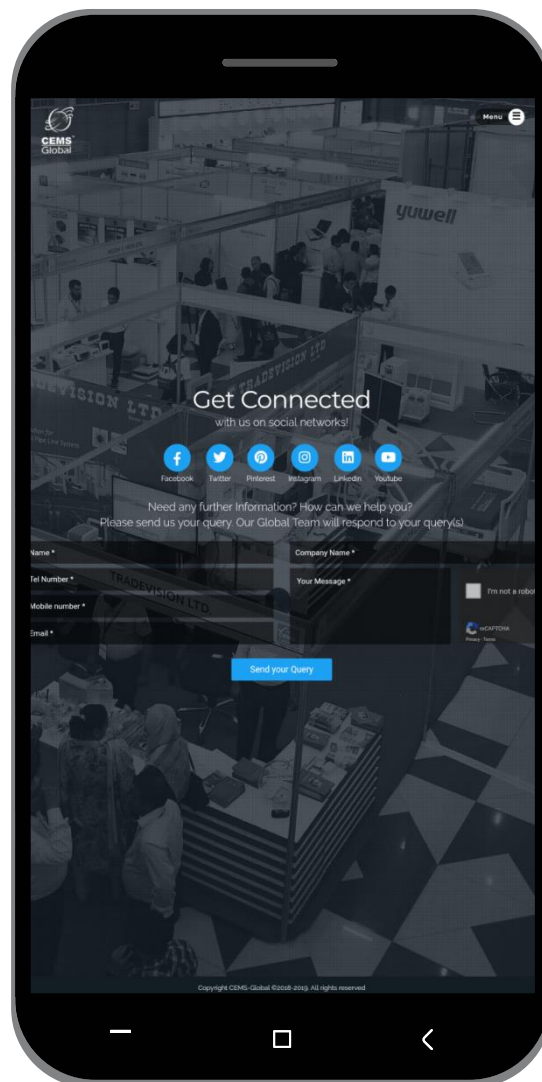 CEMS
Global
Menu
yuwell
TRADEVISION LTD
DEVISION LTD
Get Connected
with us on social networks!
Facebook
Twitter
Pinterest
Instagram
Linkedin
Youtube
Need any further Information? How can we help you?
Please send us your query. Our Global Team will respond to your query(s)
Name *
Company Name *
Tel Number *
Your Message *
I'm not a robot
TRADEVISION LTD.
Mobile number *
reCAPTCHA
Email *
Privacy - Terms
Send your Query
Copyright CEMS-Global ©2018-2019. All rights reserved